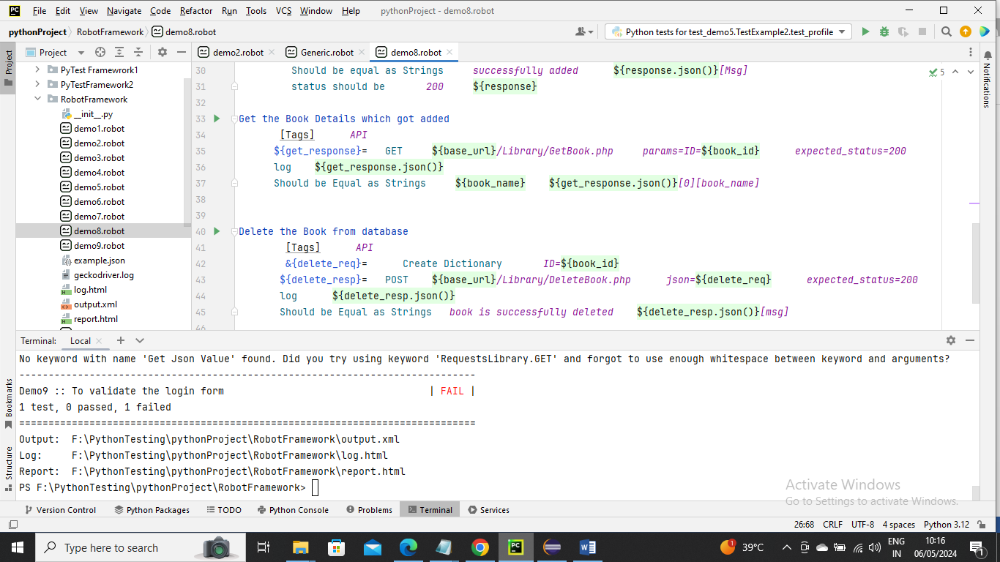 PC File Edit View Navigate Code Refactor Run Tools VCS Window Help pythonProject - demo8.robot
pythonProject RobotFramework demo8.robot Python tests for test_demo5.TestExample2.test_profile
Project Project demo2.robot Generic.robot demo8.robot
PyTest Framewrork1
PyTestFramework2
RobotFramework
__init__.py
demo1.robot
demo2.robot
demo3.robot
demo4.robot
demo5.robot
demo6.robot
demo7.robot
demo8.robot
demo9.robot
example.json
geckodriver.log
log.html
output.xml
report.html
30 Should be equal as Strings successfully added ${response.json()}[Msg] 5
31 status should be 200 ${response}
32
33 Get the Book Details which got added
34 [Tags] API
35 ${get_response}= GET ${base_url}/Library/GetBook.php params=ID=${book_id} expected_status=200
36 log ${get_response.json()}
37 Should be Equal as Strings ${book_name} ${get_response.json()}[0][book_name]
38
39
40 Delete the Book from database
41 [Tags] API
42 &{delete_req}= Create Dictionary ID=${book_id}
43 ${delete_resp}= POST ${base_url}/Library/DeleteBook.php json=${delete_req} expected_status=200
44 log ${delete_resp.json()}
45 Should be Equal as Strings book is successfully deleted ${delete_resp.json()}[msg]
46
Notifications
Terminal: Local
No keyword with name 'Get Json Value' found. Did you try using keyword 'RequestsLibrary.GET' and forgot to use enough whitespace between keyword and arguments?
------------------------------------------------------------------------------
Demo9 :: To validate the login form | FAIL |
1 test, 0 passed, 1 failed
==============================================================================
Output: F:\PythonTesting\pythonProject\RobotFramework\output.xml
Log: F:\PythonTesting\pythonProject\RobotFramework\log.html
Report: F:\PythonTesting\pythonProject\RobotFramework\report.html
PS F:\PythonTesting\pythonProject\RobotFramework>
Bookmarks
Structure
Activate Windows
Go to Settings to activate Windows.
Version Control Python Packages TODO Python Console Problems Terminal Services
26:68 CRLF UTF-8 4 spaces Python 3.12
Type here to search PC W 1 39°C ENG 10:16
IN 06/05/2024 1